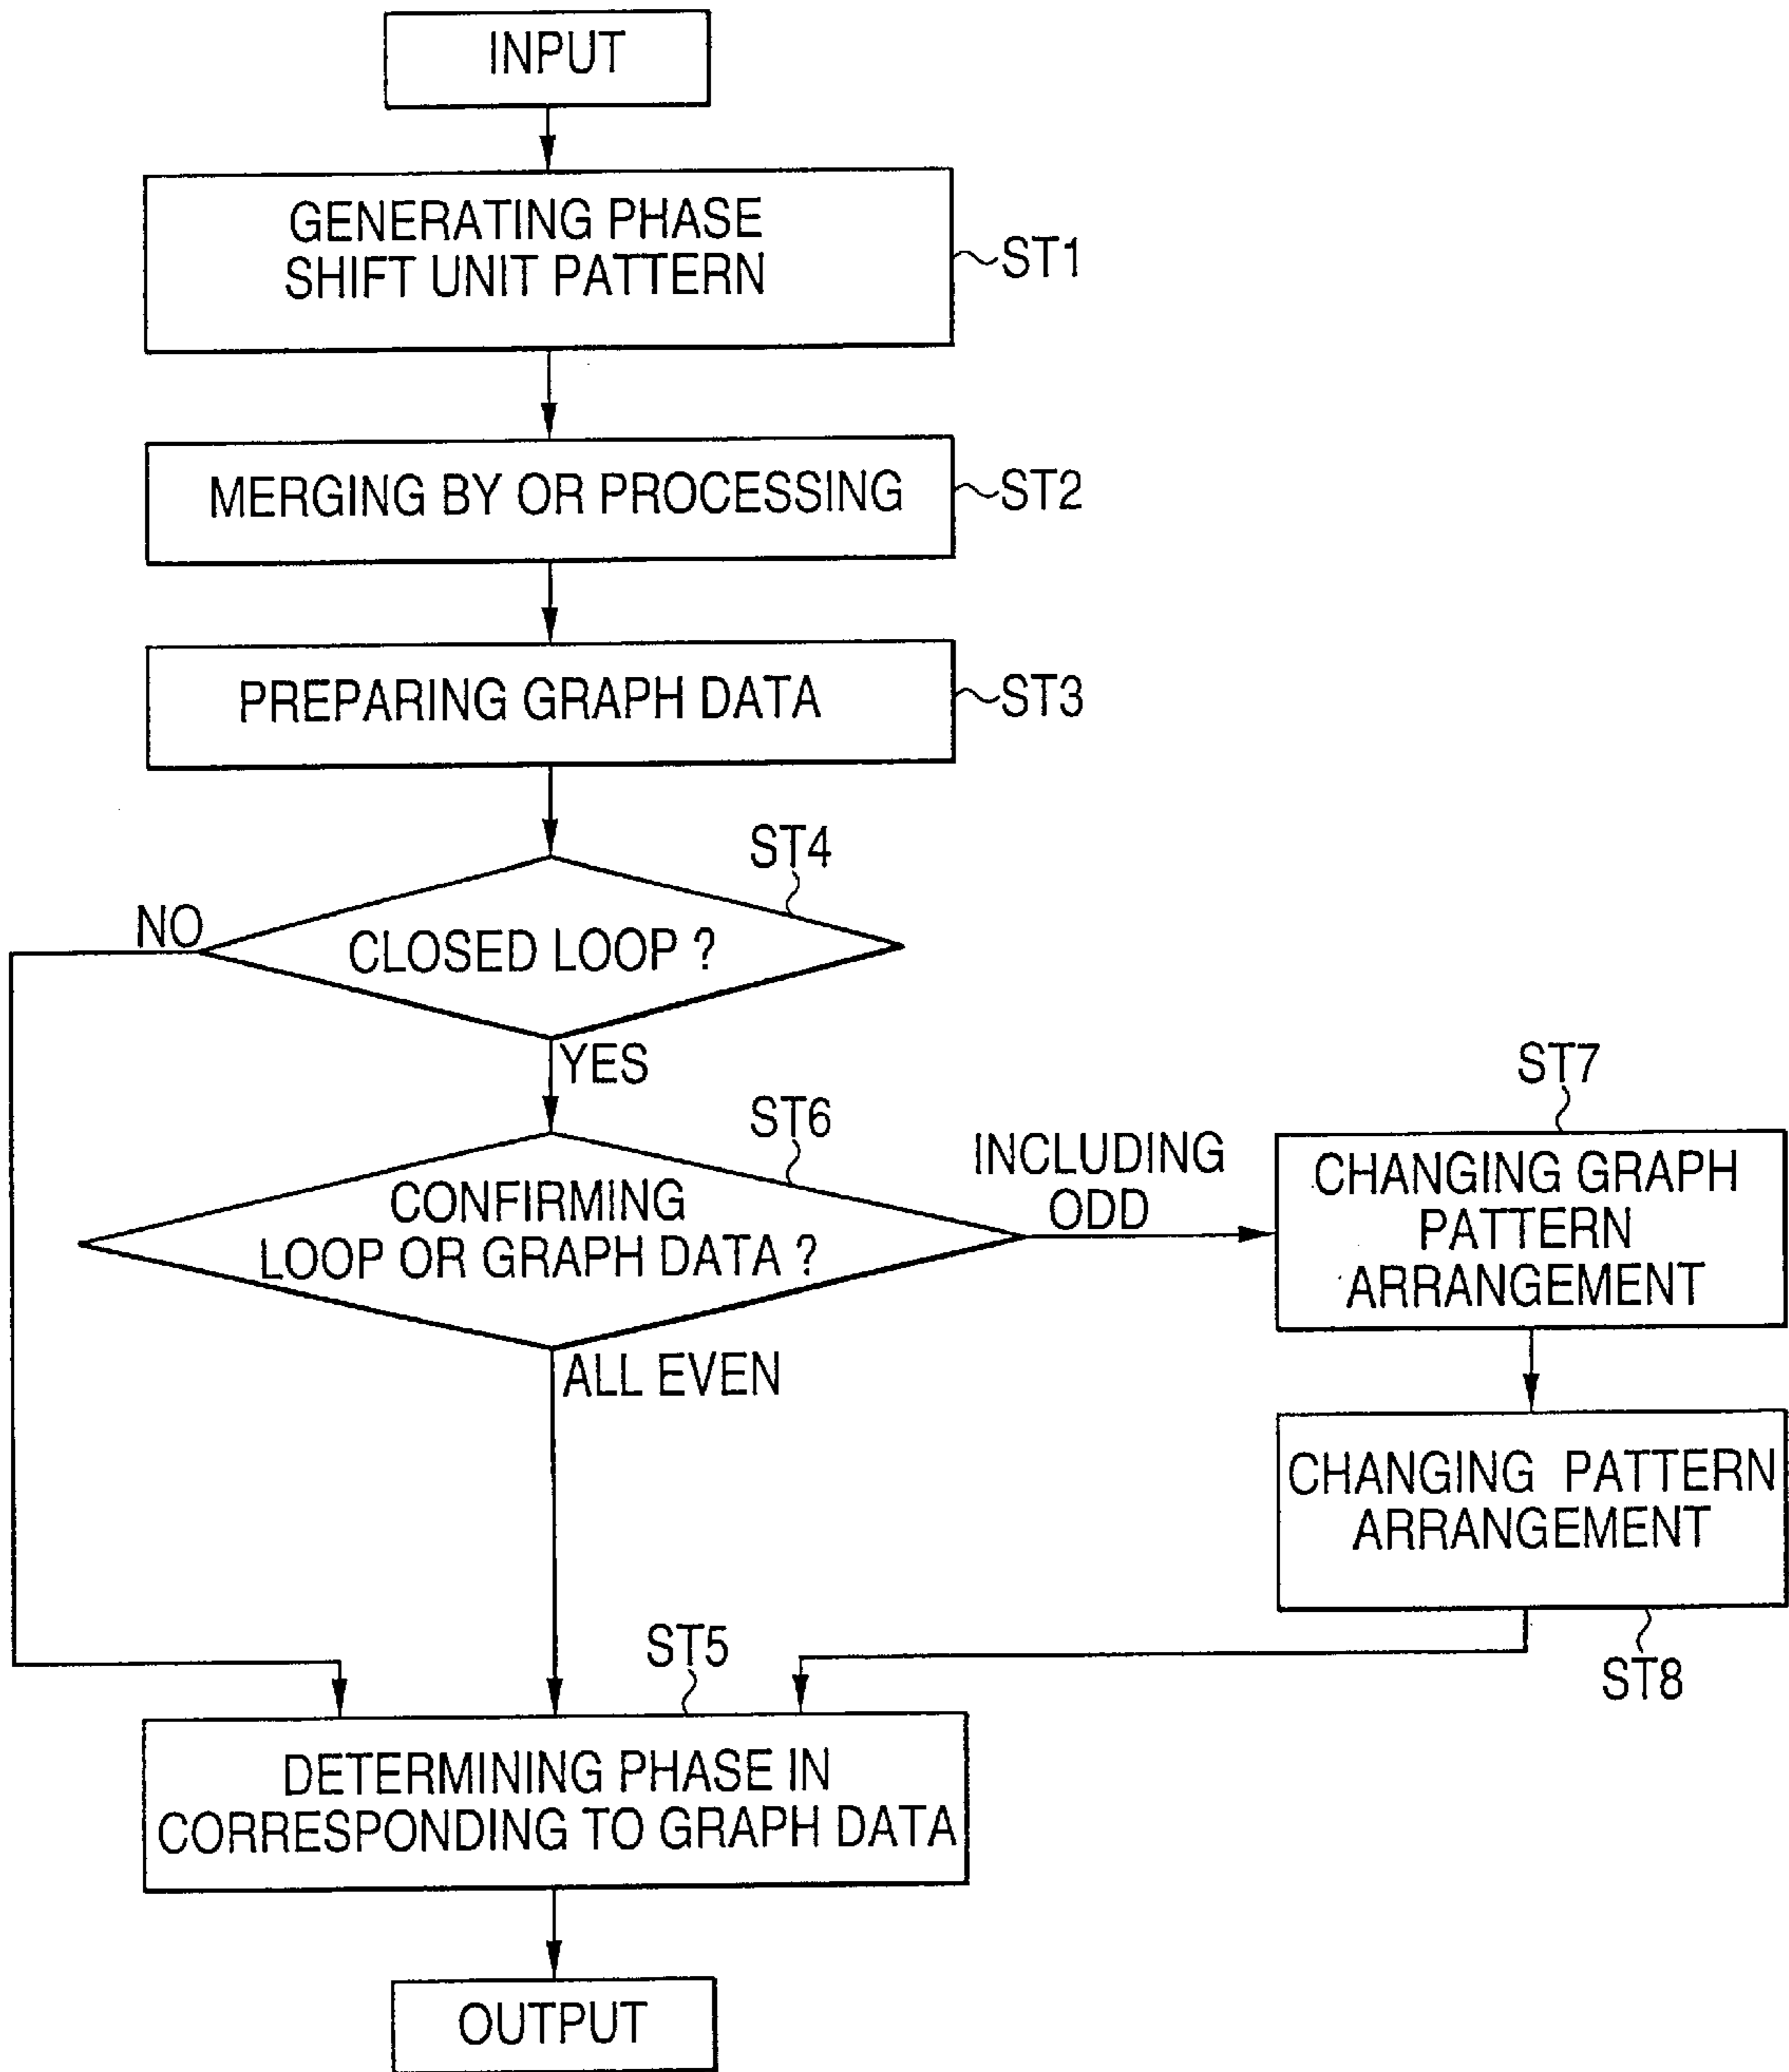 INPUT
GENERATING PHASE
SHIFT UNIT PATTERN
ST1
MERGING BY OR PROCESSING
ST2
PREPARING GRAPH DATA
ST3
ST4
NO
CLOSED LOOP ?
YES
ST6
CONFIRMING
LOOP OR GRAPH DATA ?
INCLUDING
ODD
ALL EVEN
ST7
CHANGING GRAPH
PATTERN
ARRANGEMENT
CHANGING PATTERN
ARRANGEMENT
ST8
ST5
DETERMINING PHASE IN
CORRESPONDING TO GRAPH DATA
OUTPUT